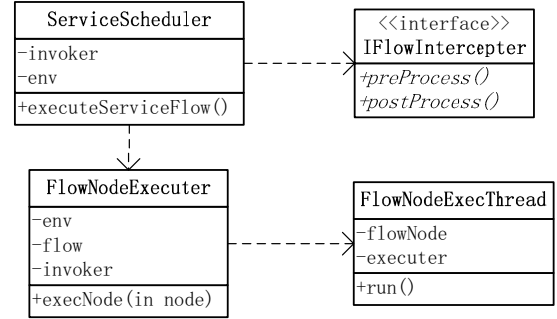 ServiceScheduler
-invoker
-env
+executeServiceFlow()
<<interface>>
IFlowIntercepter
+preProcess()
+postProcess()
FlowNodeExecuter
-env
-flow
-invoker
+execNode(in node)
FlowNodeExecThread
-flowNode
-executer
+run()